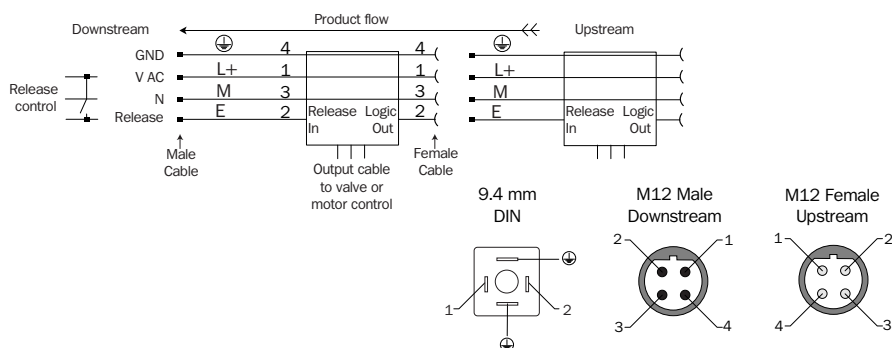 Downstream
Product flow
Upstream
GND 4 4
V AC L+ 1 1 L+
N M 3 3 M
Release E 2 2 E
Release
control
Release Logic
In Out
Release Logic
In Out
Male
Cable
Output cable
to valve or
motor control
Female
Cable
9.4 mm
DIN
1 2
M12 Male
Downstream
2 1
3 4
M12 Female
Upstream
1 2
4 3